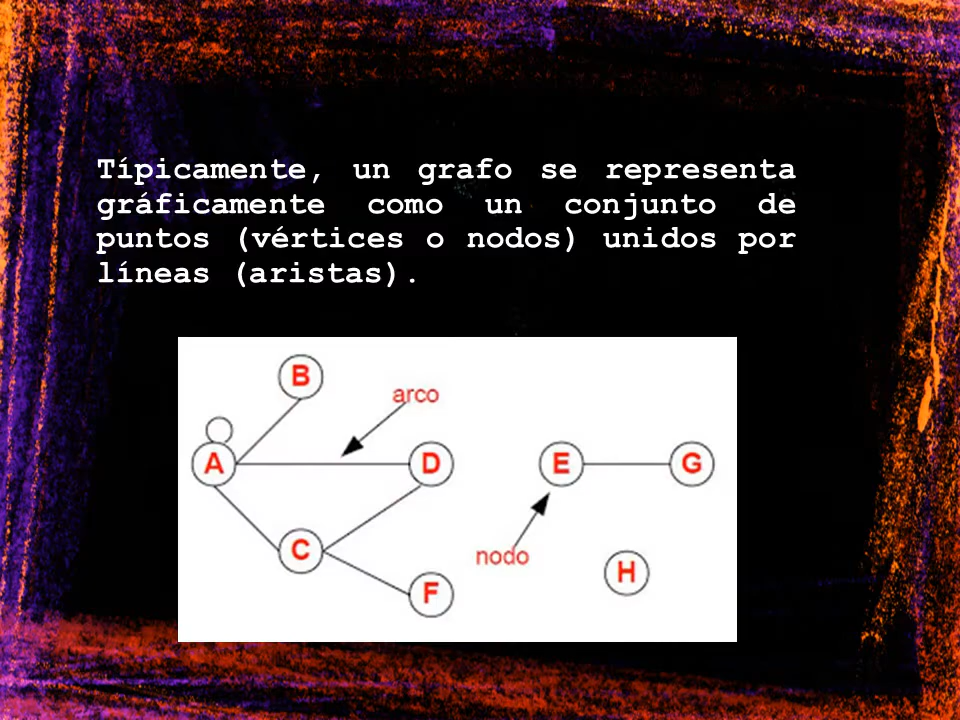 Típicamente, un grafo se representa
gráficamente como un conjunto de
puntos (vértices o nodos) unidos por
líneas (aristas).
B
arco
A
D
E
G
C
nodo
H
F